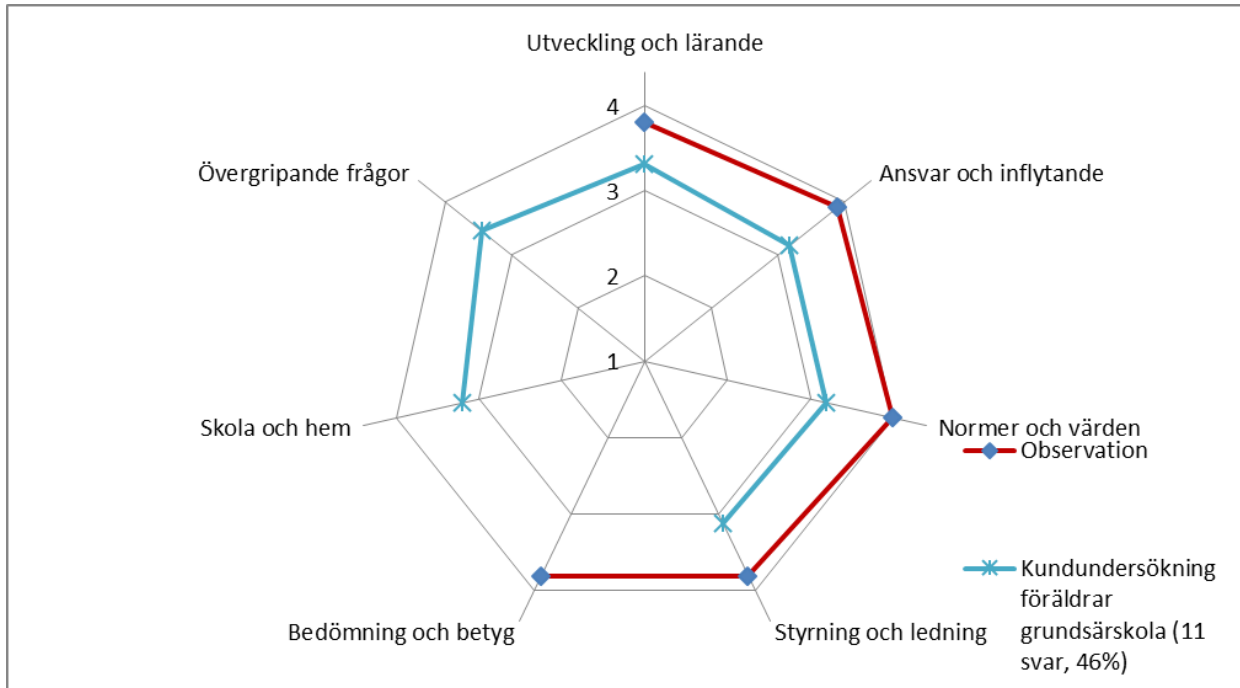 Utveckling och lärande
4
Övergripande frågor
Ansvar och inflytande
3
2
1
Skola och hem
Normer och värden
Observation
Kundundersökning
föräldrar
grundsärskola (11
svar, 46%)
Bedömning och betyg
Styrning och ledning